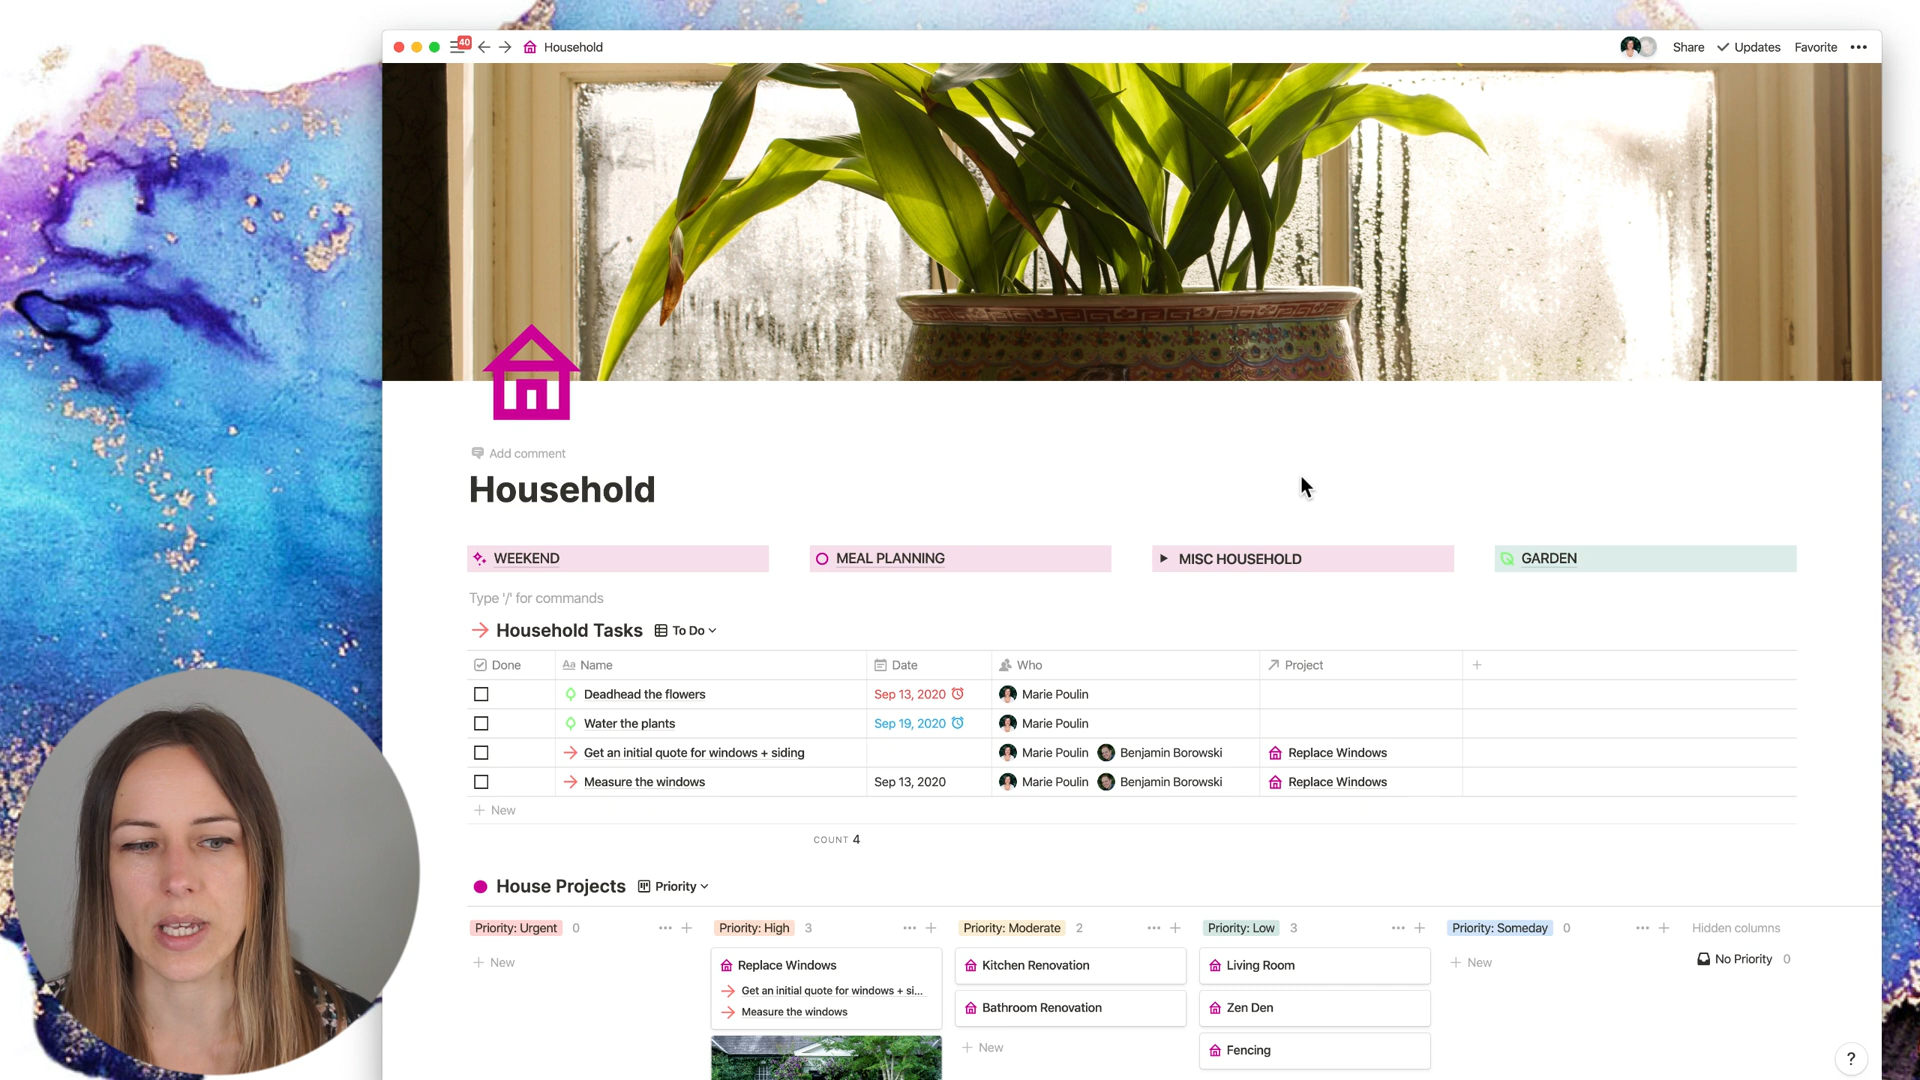 40 Household Share Updates Favorite
Add comment
Household
WEEKEND MEAL PLANNING MISC HOUSEHOLD GARDEN
Type '/' for commands
Household Tasks To Do
Done Aa Name Date Who Project
Deadhead the flowers Sep 13, 2020 Marie Poulin
Water the plants Sep 19, 2020 Marie Poulin
Get an initial quote for windows + siding Marie Poulin Benjamin Borowski Replace Windows
Measure the windows Sep 13, 2020 Marie Poulin Benjamin Borowski Replace Windows
+ New
COUNT 4
House Projects Priority
Priority: Urgent 0 ... + Priority: High 3 ... + Priority: Moderate 2 ... + Priority: Low 3 ... + Priority: Someday 0 ... + Hidden columns
+ New Replace Windows Kitchen Renovation Living Room + New No Priority 0
Get an initial quote for windows + si...
Measure the windows Bathroom Renovation Zen Den
+ New Fencing
?